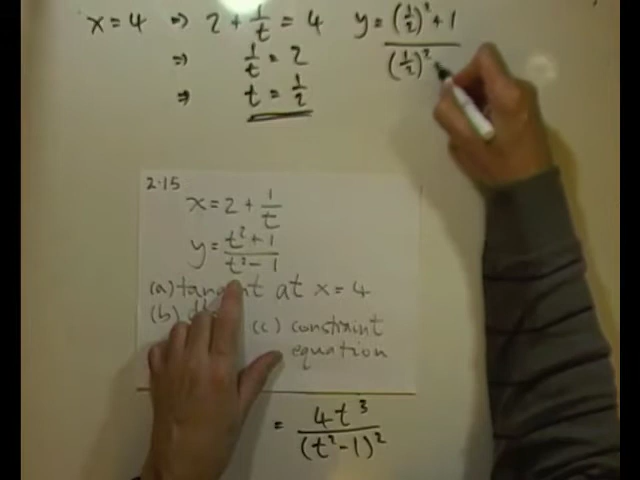 x = 4 ⇒ 2 + 1/t = 4 y = (1/2)² + 1 / (1/2)²
⇒ 1/t = 2
⇒ t = 1/2
2.15
x = 2 + 1/t
y = t² + 1 / t² - 1
(a) tangent at x = 4
(b) (c) constraint
equation
= 4t³ / (t² - 1)²